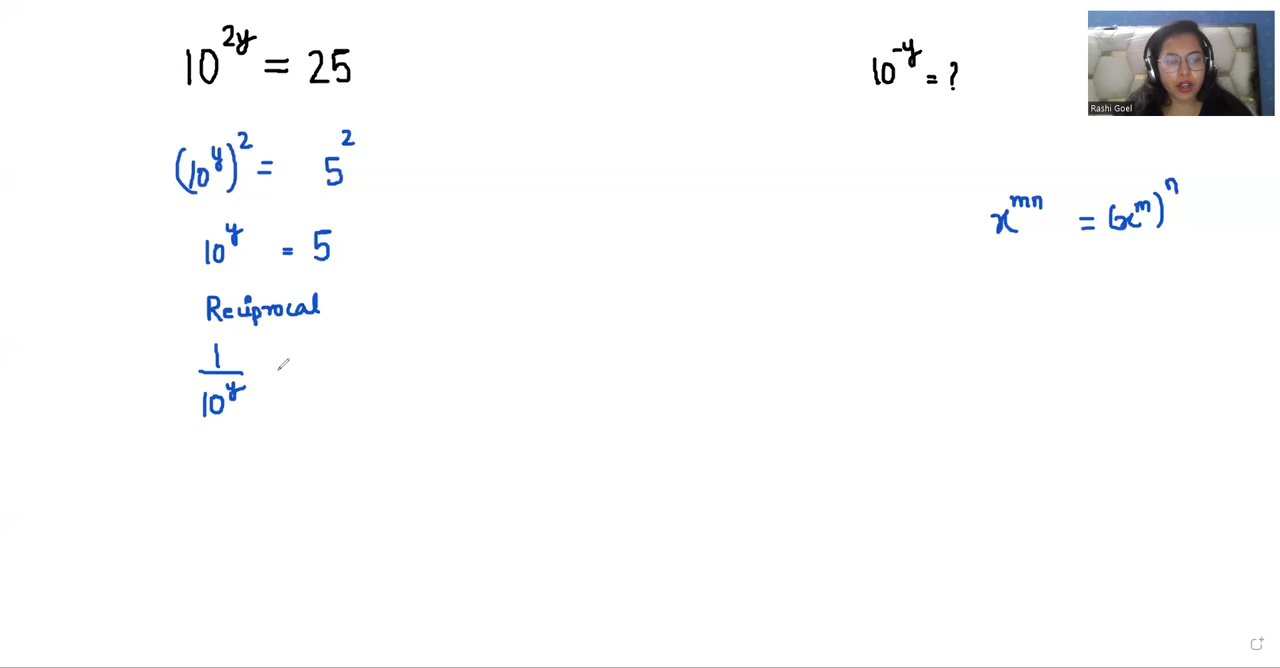 10^{2y} = 25
10^{-y} = ?
Rashi Goel
(10^y)^2 = 5^2
x^{mn} = (x^m)^n
10^y = 5
Reciprocal
1/10^y